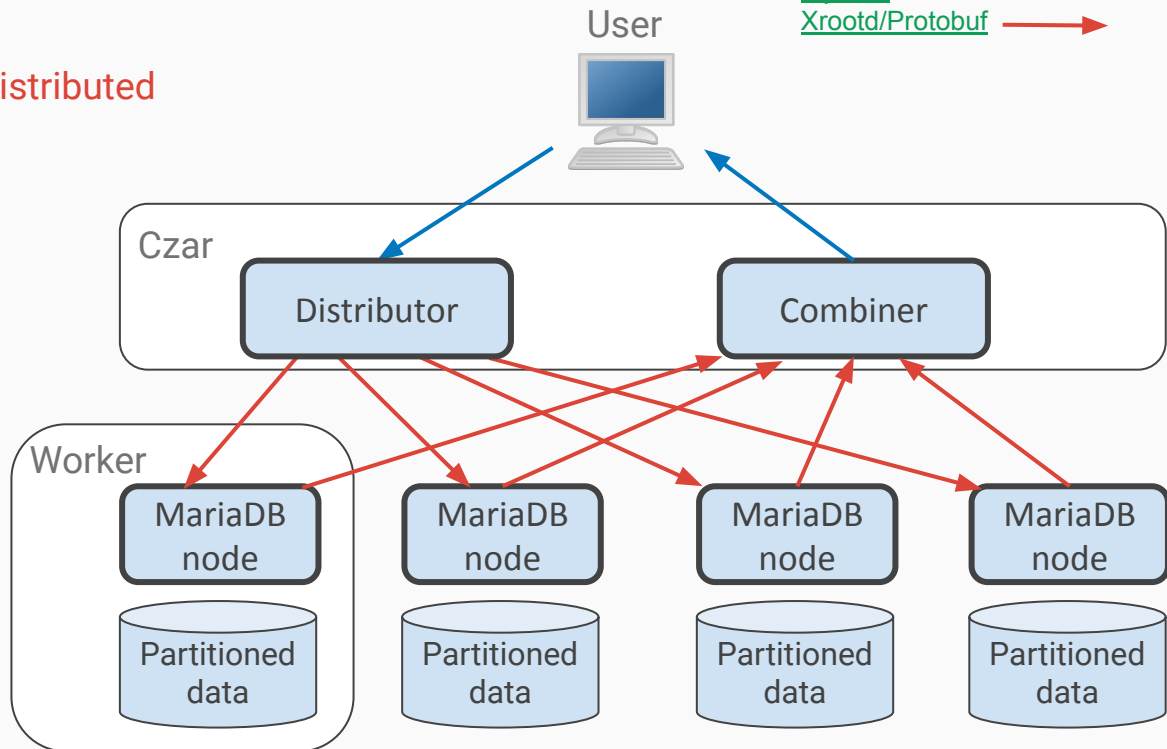 User
Xrootd/Protobuf
istributed
Czar
Distributor
Combiner
Worker
MariaDB
node
MariaDB
node
MariaDB
node
MariaDB
node
Partitioned
data
Partitioned
data
Partitioned
data
Partitioned
data